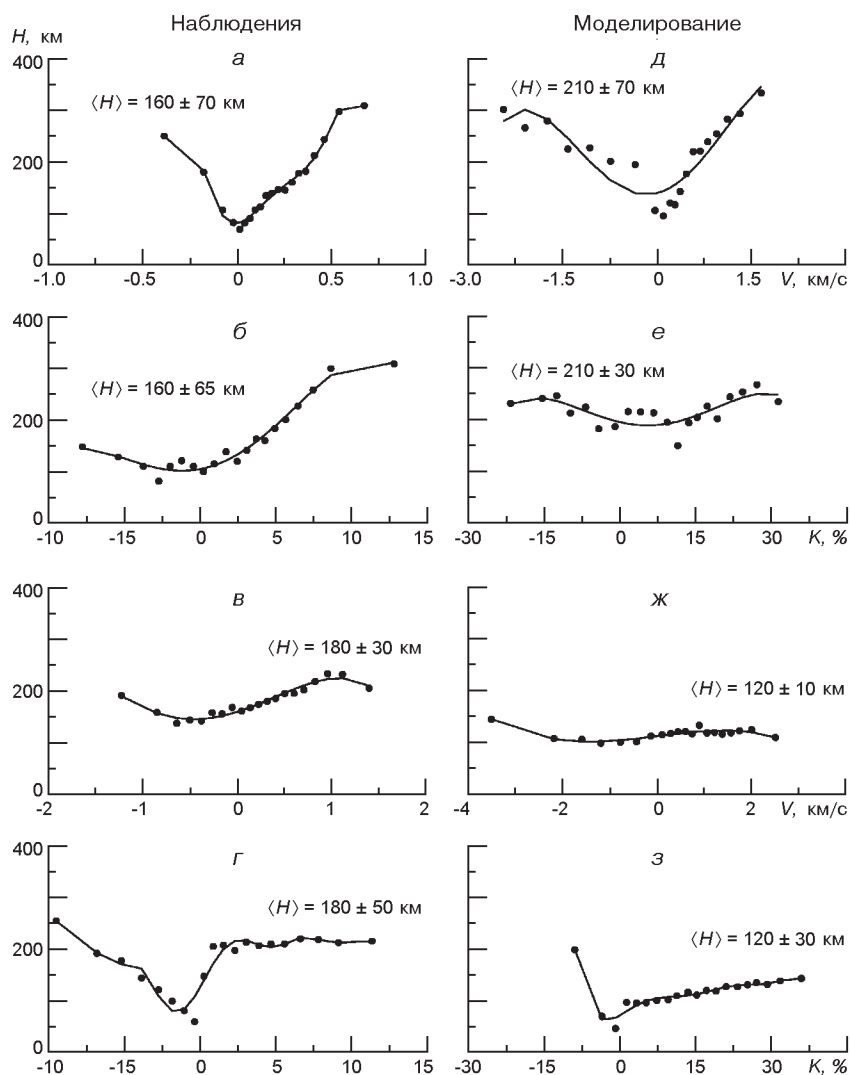 Наблюдения
Моделирование
H, км
а
⟨H⟩ = 160 ± 70 км
400
200
0
-1.0 -0.5 0 0.5 1.0
д
⟨H⟩ = 210 ± 70 км
-3.0 -1.5 0 1.5 V, км/с
б
⟨H⟩ = 160 ± 65 км
400
200
0
-10 -15 0 5 10 15
е
⟨H⟩ = 210 ± 30 км
-30 -15 0 15 30 K, %
в
⟨H⟩ = 180 ± 30 км
400
200
0
-2 -1 0 1 2
ж
⟨H⟩ = 120 ± 10 км
-4 -2 0 2 V, км/с
г
⟨H⟩ = 180 ± 50 км
400
200
0
-10 -15 0 5 10 15
з
⟨H⟩ = 120 ± 30 км
-30 -15 0 15 30 K, %